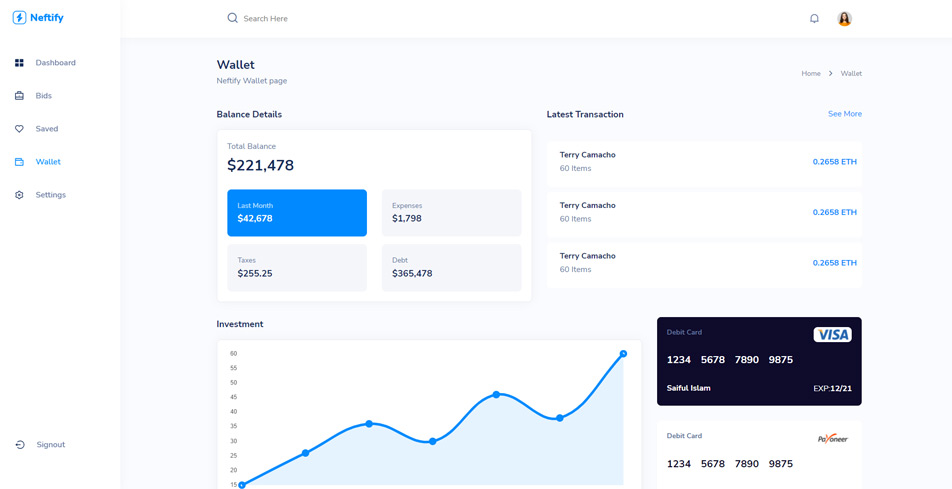 Neftify
Search Here
Dashboard
Bids
Saved
Wallet
Settings
Signout
Wallet
Neftify Wallet page
Home > Wallet
Balance Details
Total Balance
$221,478
Last Month
$42,678
Expenses
$1,798
Taxes
$255.25
Debt
$365,478
Latest Transaction
See More
Terry Camacho
60 Items
0.2658 ETH
Terry Camacho
60 Items
0.2658 ETH
Terry Camacho
60 Items
0.2658 ETH
Investment
60
55
50
45
40
35
30
25
20
15
Debit Card
VISA
1234 5678 7890 9875
Saiful Islam
EXP:12/21
Debit Card
Payoneer
1234 5678 7890 9875